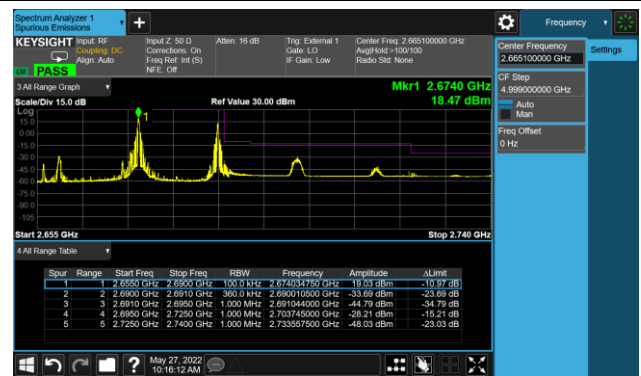 Spectrum Analyzer 1
Spurious Emissions
Frequency
KEYSIGHT
Input: RF
Coupling: DC
Align: Auto
Input Z: 50 Ω
Corrections: On
Freq Ref: Int (S)
NFE: Off
Atten: 16 dB
Trig: External 1
Gate: LO
IF Gain: Low
Center Freq: 2.665100000 GHz
Avg|Hold:>100/100
Radio Std: None
PASS
Center Frequency
2.665100000 GHz
Settings
CF Step
4.999000000 GHz
Auto
Man
Freq Offset
0 Hz
3 All Range Graph
Mkr1 2.6740 GHz
18.47 dBm
Scale/Div 15.0 dB
Ref Value 30.00 dBm
Log
1
15.0
0.00
-15.0
-30.0
-45.0
-60.0
-75.0
-90.0
-105
Start 2.655 GHz
Stop 2.740 GHz
4 All Range Table
Spur Range Start Freq Stop Freq RBW Frequency Amplitude ΔLimit
1 1 2.6550 GHz 2.6900 GHz 100.0 kHz 2.674034750 GHz 19.03 dBm -10.97 dB
2 2 2.6900 GHz 2.6910 GHz 360.0 kHz 2.690010500 GHz -33.69 dBm -23.69 dB
3 3 2.6910 GHz 2.6950 GHz 1.000 MHz 2.691044000 GHz -44.79 dBm -34.79 dB
4 4 2.6950 GHz 2.7250 GHz 1.000 MHz 2.703745000 GHz -28.21 dBm -15.21 dB
5 5 2.7250 GHz 2.7400 GHz 1.000 MHz 2.733557500 GHz -48.03 dBm -23.03 dB
May 27, 2022
10:16:12 AM